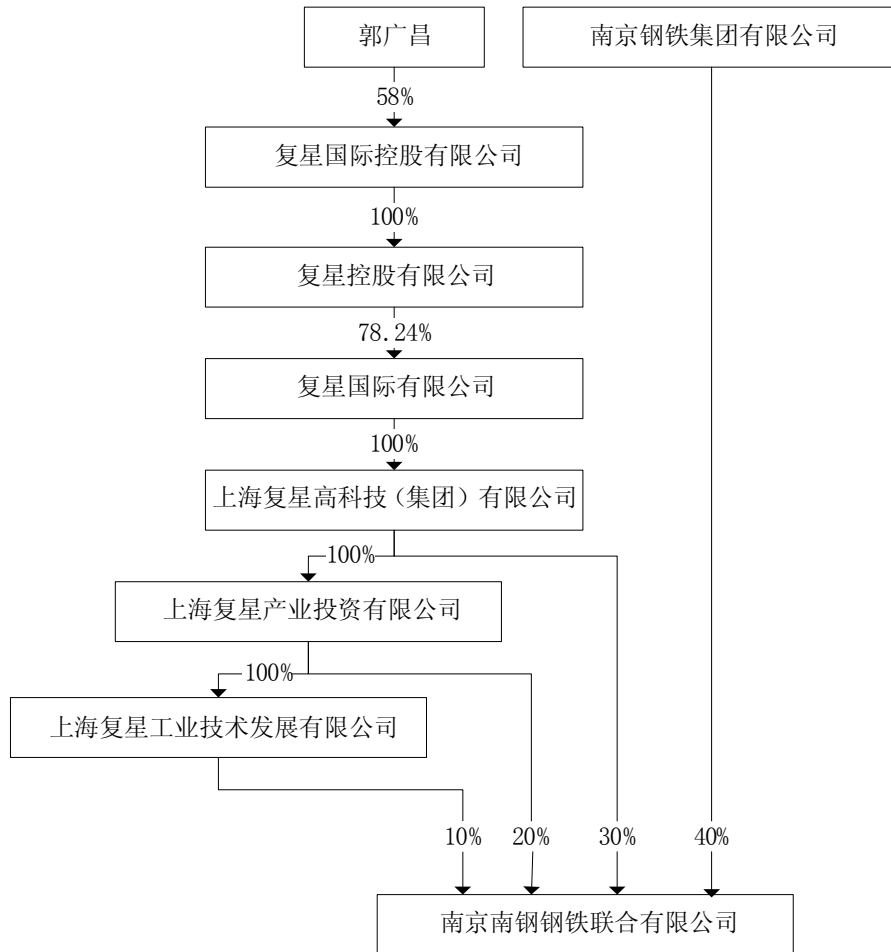 郭广昌
南京钢铁集团有限公司
58%
复星国际控股有限公司
100%
复星控股有限公司
78.24%
复星国际有限公司
100%
上海复星高科技（集团）有限公司
100%
上海复星产业投资有限公司
100%
上海复星工业技术发展有限公司
10%
20%
30%
40%
南京南钢钢铁联合有限公司